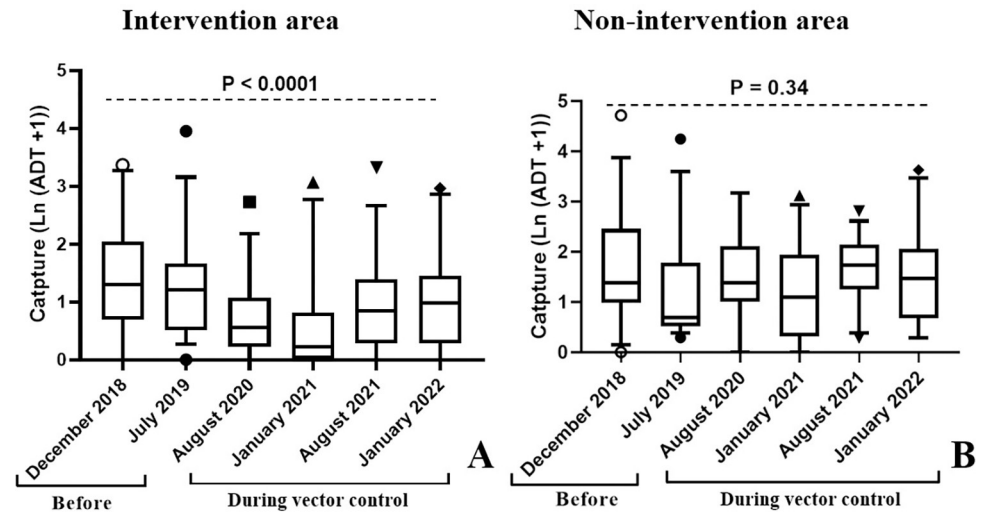 Intervention area
Non-intervention area
Catpture (Ln (ADT +1))
5
4
3
2
1
0
P < 0.0001
December 2018
July 2019
August 2020
January 2021
August 2021
January 2022
Before
During vector control
A
Catpture (Ln (ADT +1))
5
4
3
2
1
0
P = 0.34
December 2018
July 2019
August 2020
January 2021
August 2021
January 2022
Before
During vector control
B